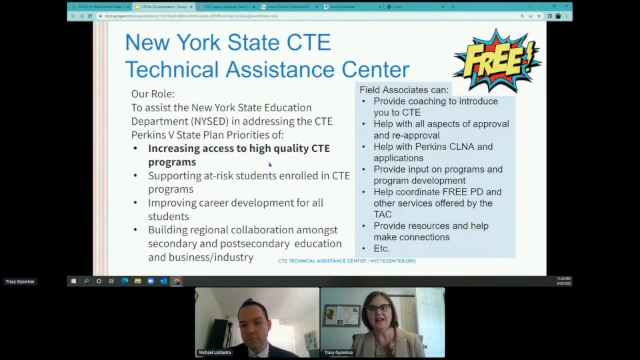 New York State CTE
Technical Assistance Center
FREE!
Our Role:
To assist the New York State Education
Department (NYSED) in addressing the CTE
Perkins V State Plan Priorities of:
• Increasing access to high quality CTE
programs
• Supporting at-risk students enrolled in CTE
programs
• Improving career development for all
students
• Building regional collaboration amongst
secondary and postsecondary education
and business/industry
Field Associates can:
• Provide coaching to introduce
you to CTE
• Help with all aspects of approval
and re-approval
• Help with Perkins CLNA and
applications
• Provide input on programs and
program development
• Help coordinate FREE PD and
other services offered by the
TAC
• Provide resources and help
make connections
• Etc.
CTE TECHNICAL ASSISTANCE CENTER | NYCTECENTER.ORG